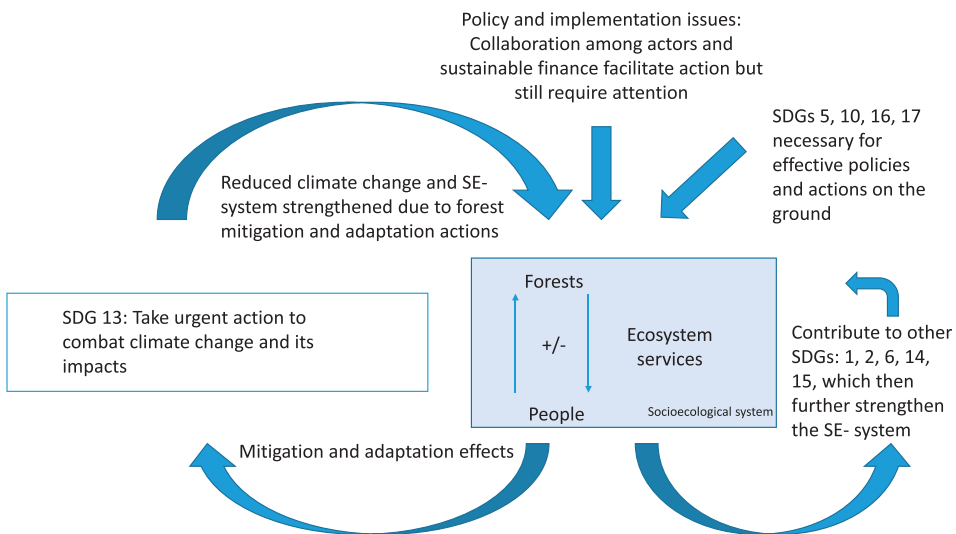 Policy and implementation issues:
Collaboration among actors and
sustainable finance facilitate action but
still require attention
SDGs 5, 10, 16, 17
necessary for
effective policies
and actions on the
ground
Reduced climate change and SE-
system strengthened due to forest
mitigation and adaptation actions
SDG 13: Take urgent action to
combat climate change and its
impacts
Forests
+/-
Ecosystem
services
People
Socioecological system
Contribute to other
SDGs: 1, 2, 6, 14,
15, which then
further strengthen
the SE- system
Mitigation and adaptation effects